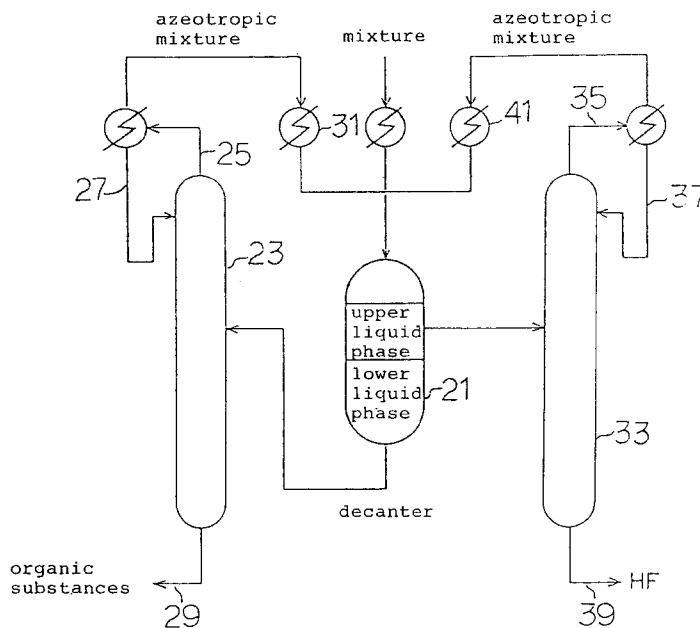 azeotropic
mixture
mixture
azeotropic
mixture
31
41
35
25
27
37
23
upper
liquid
phase
lower
liquid
phase
21
33
decanter
organic
substances
29
39
HF